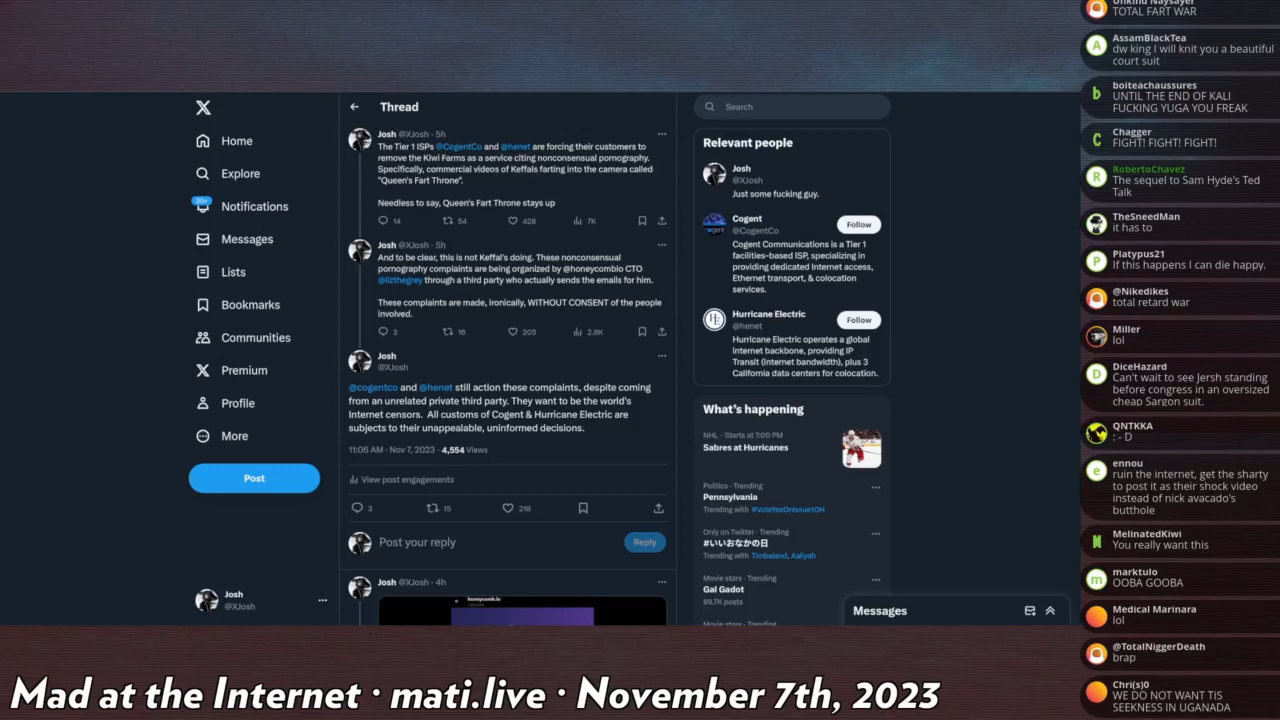 Thread
Josh @XJosh · 5h
The Tier 1 ISPs @CogentCo and @henet are forcing their customers to
remove the Kiwi Farms as a service citing nonconsensual pornography.
Specifically, commercial videos of Keffals farting into the camera called
"Queen's Fart Throne".
Needless to say, Queen's Fart Throne stays up
14 54 428 7K
Josh @XJosh · 5h
And to be clear, this is not Keffal's doing. These nonconsensual
pornography complaints are being organized by @honeycombio CTO
@lizthegrey through a third party who actually sends the emails for him.
These complaints are made, ironically, WITHOUT CONSENT of the people
involved.
3 16 205 2.8K
Josh
@XJosh
@cogentco and @henet still action these complaints, despite coming
from an unrelated private third party. They want to be the world's
Internet censors. All customs of Cogent & Hurricane Electric are
subjects to their unappealable, uninformed decisions.
11:06 AM · Nov 7, 2023 · 4,554 Views
View post engagements
3 15 218
Post your reply
Reply
Josh @XJosh · 4h
honeycomb.io
20+
Home
Explore
Notifications
Messages
Lists
Bookmarks
Communities
Premium
Profile
More
Post
Josh
@XJosh
Search
Relevant people
Josh
@XJosh
Just some fucking guy.
Cogent
@CogentCo
Follow
Cogent Communications is a Tier 1
facilities-based ISP, specializing in
providing dedicated Internet access,
Ethernet transport, & colocation
services.
Hurricane Electric
@henet
Follow
Hurricane Electric operates a global
Internet backbone, providing IP
Transit (Internet bandwidth), plus 3
California data centers for colocation.
What's happening
NHL · Starts at 7:00 PM
Sabres at Hurricanes
Politics · Trending
Pennsylvania
Trending with #VoteYesOnIssue1OH
Only on Twitter · Trending
#いいおなかの日
Trending with Timbaland, Aaliyah
Movie stars · Trending
Gal Gadot
89.7K posts
Movie stars · Trending
Messages
Unkind Naysayer
TOTAL FART WAR
AssamBlackTea
dw king I will knit you a beautiful
court suit
boiteachaussures
UNTIL THE END OF KALI
FUCKING YUGA YOU FREAK
Chagger
FIGHT! FIGHT! FIGHT!
RobertoChavez
The sequel to Sam Hyde's Ted
Talk
TheSneedMan
it has to
Platypus21
If this happens I can die happy.
@Nikedikes
total retard war
Miller
lol
DiceHazard
Can't wait to see Jersh standing
before congress in an oversized
cheap Sargon suit.
QNTKKA
: - D
ennou
ruin the internet, get the sharty
to post it as their shock video
instead of nick avacado's
butthole
MelinatedKiwi
You really want this
marktulo
OOBA GOOBA
Medical Marinara
lol
@TotalNiggerDeath
brap
Chri(s)0
WE DO NOT WANT TIS
SEEKNESS IN UGANADA
Mad at the Internet · mati.live · November 7th, 2023